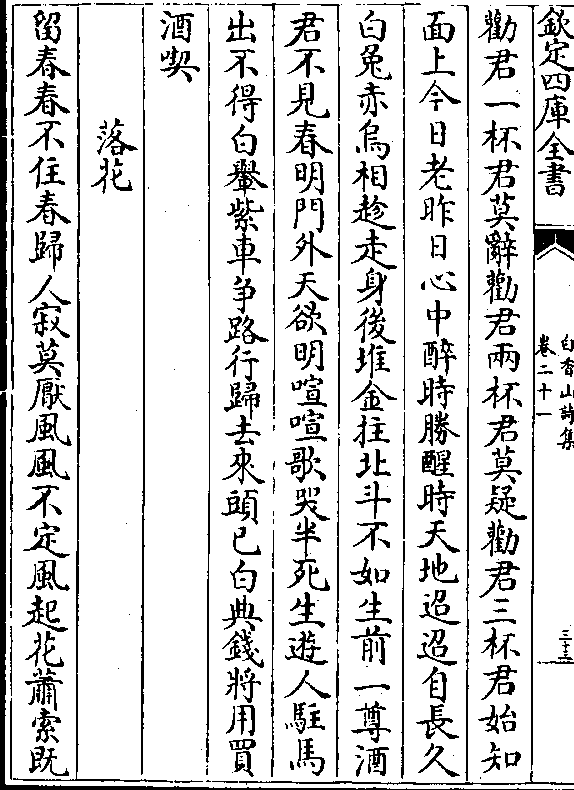 欽定四庫全書
白香山詩集
卷二十一
三十三
勸君一杯君莫辭勸君兩杯君莫疑勸君三杯君始知
面上今日老昨日心中醉時勝醒時天地迢迢自長久
白兔赤烏相趁走身後堆金拄北斗不如生前一尊酒
君不見春明門外天欲明喧喧歌哭半死生遊人駐馬
出不得白轝紫車争路行歸去來頭已白典錢將用買
酒喫
落花
留春春不住春歸人寂莫厭風風不定風起花蕭索既